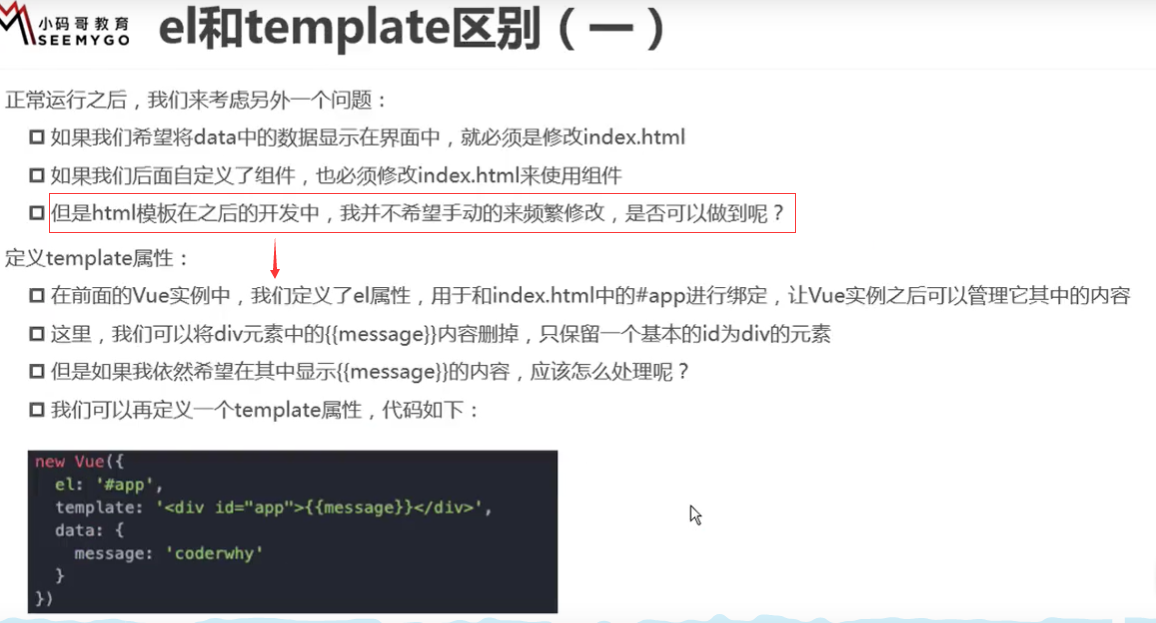 小码哥教育
SEEMYGO
el和template区别（一）
正常运行之后，我们来考虑另外一个问题：
如果我们希望将data中的数据显示在界面中，就必须是修改index.html
如果我们后面自定义了组件，也必须修改index.html来使用组件
但是html模板在之后的开发中，我并不希望手动的来频繁修改，是否可以做到呢？
定义template属性：
在前面的Vue实例中，我们定义了el属性，用于和index.html中的#app进行绑定，让Vue实例之后可以管理它其中的内容
这里，我们可以将div元素中的{{message}}内容删掉，只保留一个基本的id为div的元素
但是如果我依然希望在其中显示{{message}}的内容，应该怎么处理呢？
我们可以再定义一个template属性，代码如下：
new Vue({
  el: '#app',
  template: '<div id="app">{{message}}</div>',
  data: {
    message: 'coderwhy'
  }
})